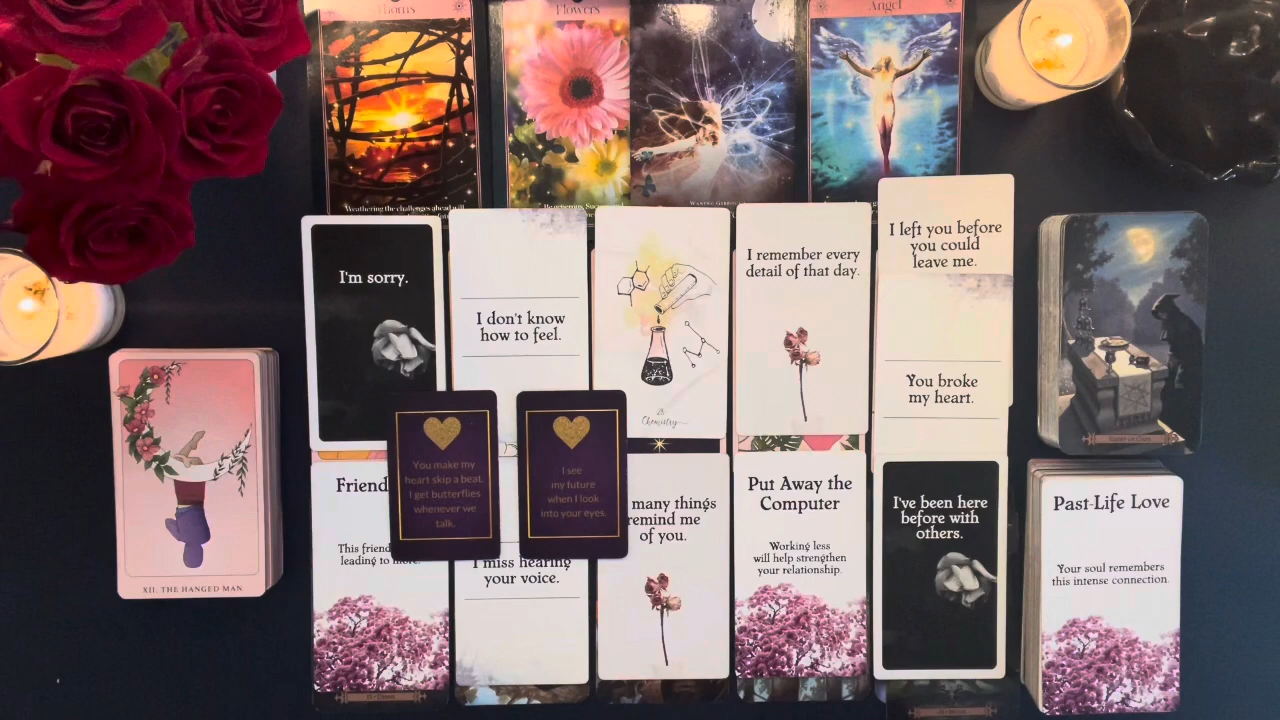 Thorns
Flowers
Angel
Weathering the challenges ahead will
I'm sorry.
I don't know
how to feel.
23
Chemistry
I remember every
detail of that day.
I left you before
you could
leave me.
You broke
my heart.
XII. THE HANGED MAN
Friend
This friend
leading to more.
You make my
heart skip a beat.
I get butterflies
whenever we
talk.
I see
my future
when I look
into your eyes.
I miss hearing
your voice.
many things
remind me
of you.
Put Away the
Computer
Working less
will help strengthen
your relationship.
I've been here
before with
others.
Past-Life Love
Your soul remembers
this intense connection.